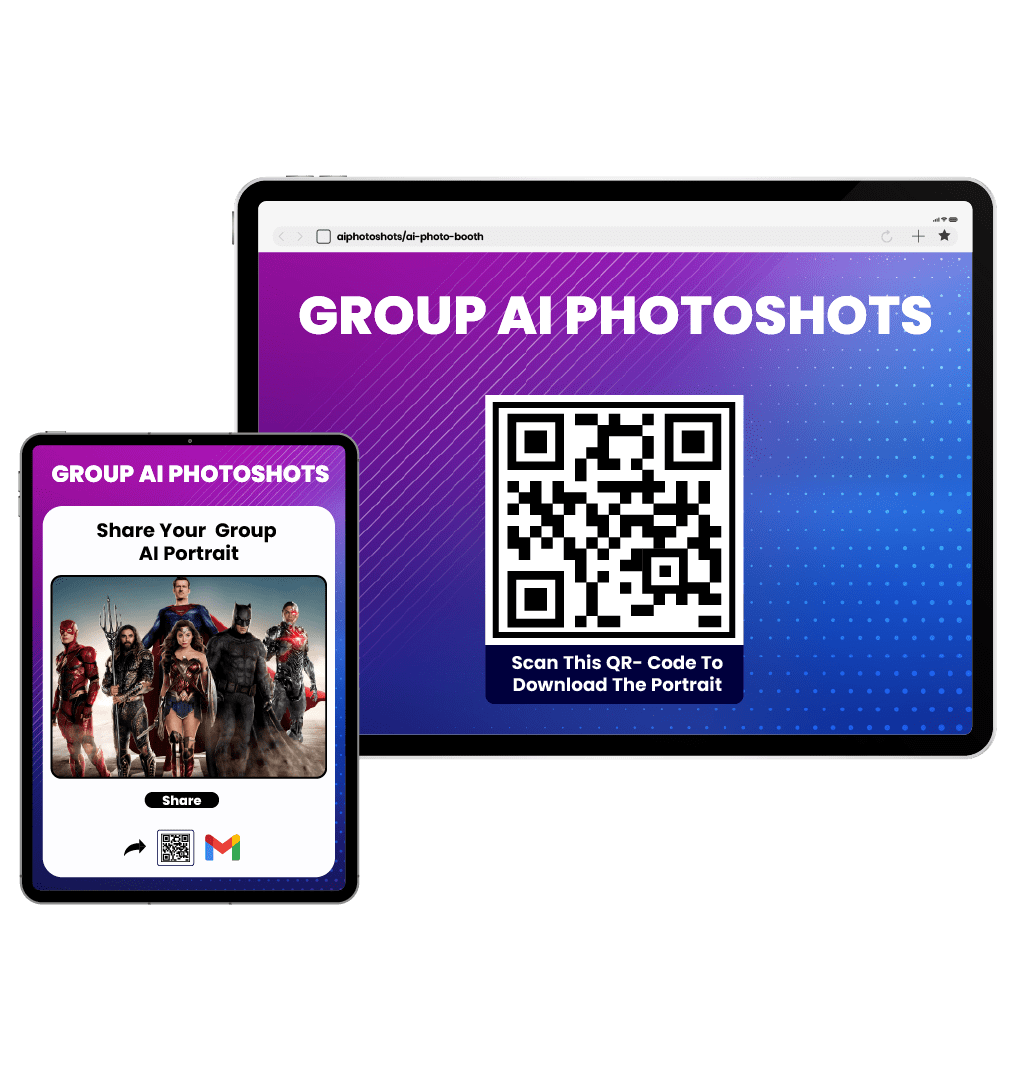 aiphotoshots/ai-photo-booth
GROUP AI PHOTOSHOTS
Scan This QR- Code To
Download The Portrait
GROUP AI PHOTOSHOTS
Share Your Group
AI Portrait
Share